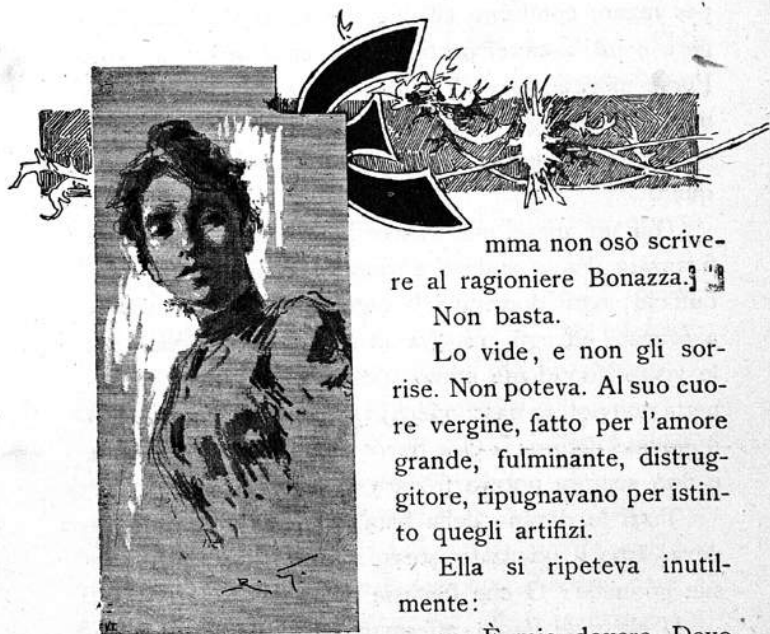 Emma non osò scrive-
re al ragioniere Bonazza.
Non basta.
Lo vide, e non gli sor-
rise. Non poteva. Al suo cuo-
re vergine, fatto per l'amore
grande, fulminante, distrug-
gitore, ripugnavano per istin-
to quegli artifizi.
Ella si ripeteva inutil-
mente:
È mio dovere. Devo